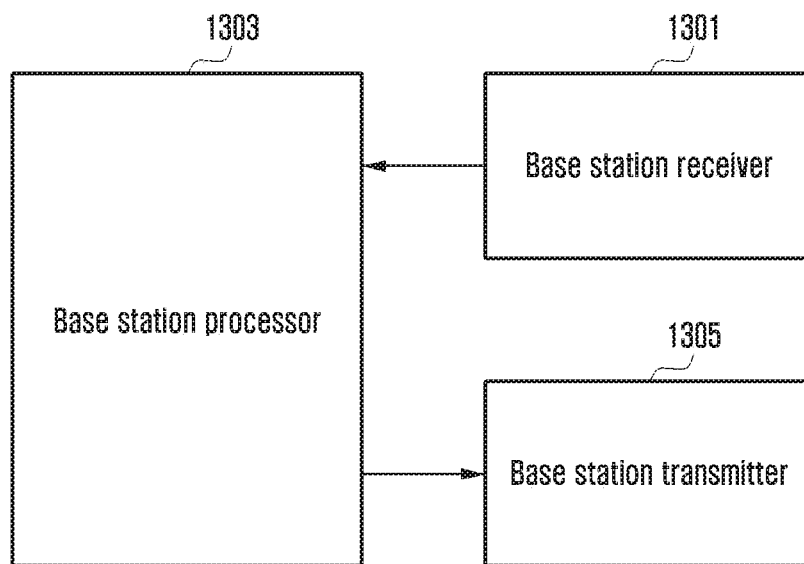 1303
1301
Base station processor
Base station receiver
1305
Base station transmitter